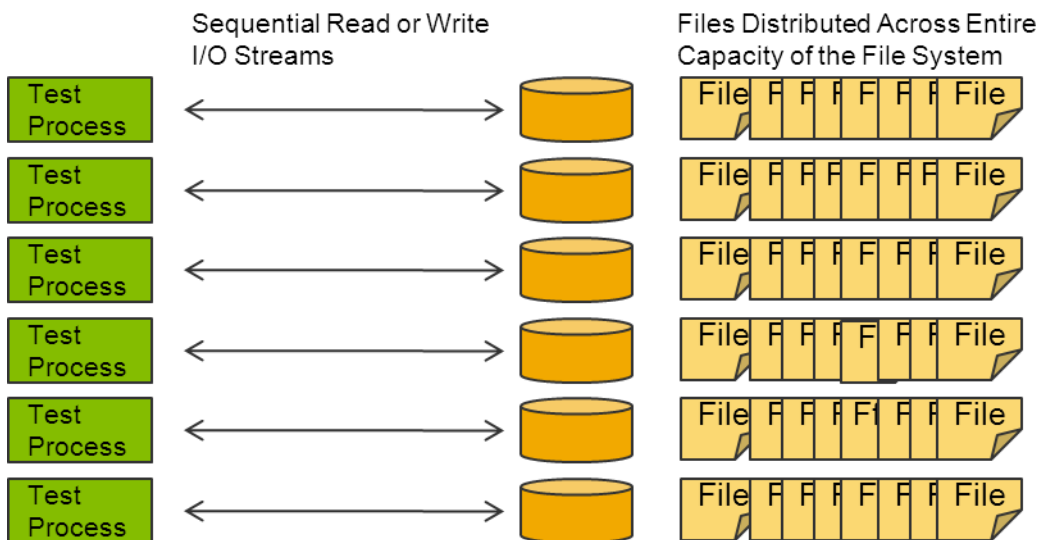 Sequential Read or Write
I/O Streams
Files Distributed Across Entire
Capacity of the File System
Test
Process
File F F F F F F File
Test
Process
File F F F F F F File
Test
Process
File F F F F F F File
Test
Process
File F F F F F F File
Test
Process
File F F F F F F File
Test
Process
File F F F F F F File